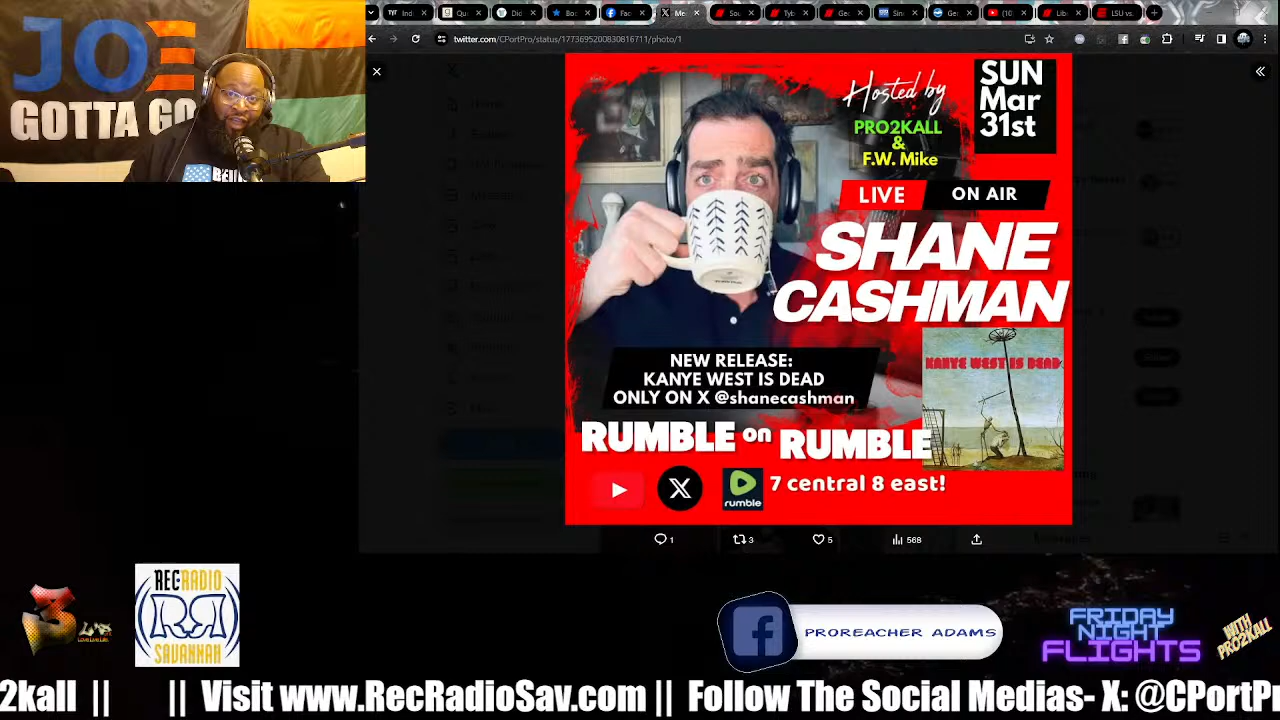 JOE
GOTTA GO
twitter.com/CPortPro/status/1773695200830816711/photo/1
Hosted by
PRO2KALL
&
F.W. Mike
SUN
Mar
31st
LIVE
ON AIR
SHANE
CASHMAN
NEW RELEASE:
KANYE WEST IS DEAD
ONLY ON X @shanecashman
KANYE WEST IS DEAD
RUMBLE on RUMBLE
rumble
7 central 8 east!
1
3
5
568
REC-RADIO
SAVANNAH
PROREACHER ADAMS
FRIDAY
NIGHT
FLIGHTS
WITH
PRO2KALL
2kall || || Visit www.RecRadioSav.com || Follow The Social Medias- X: @CPortPr